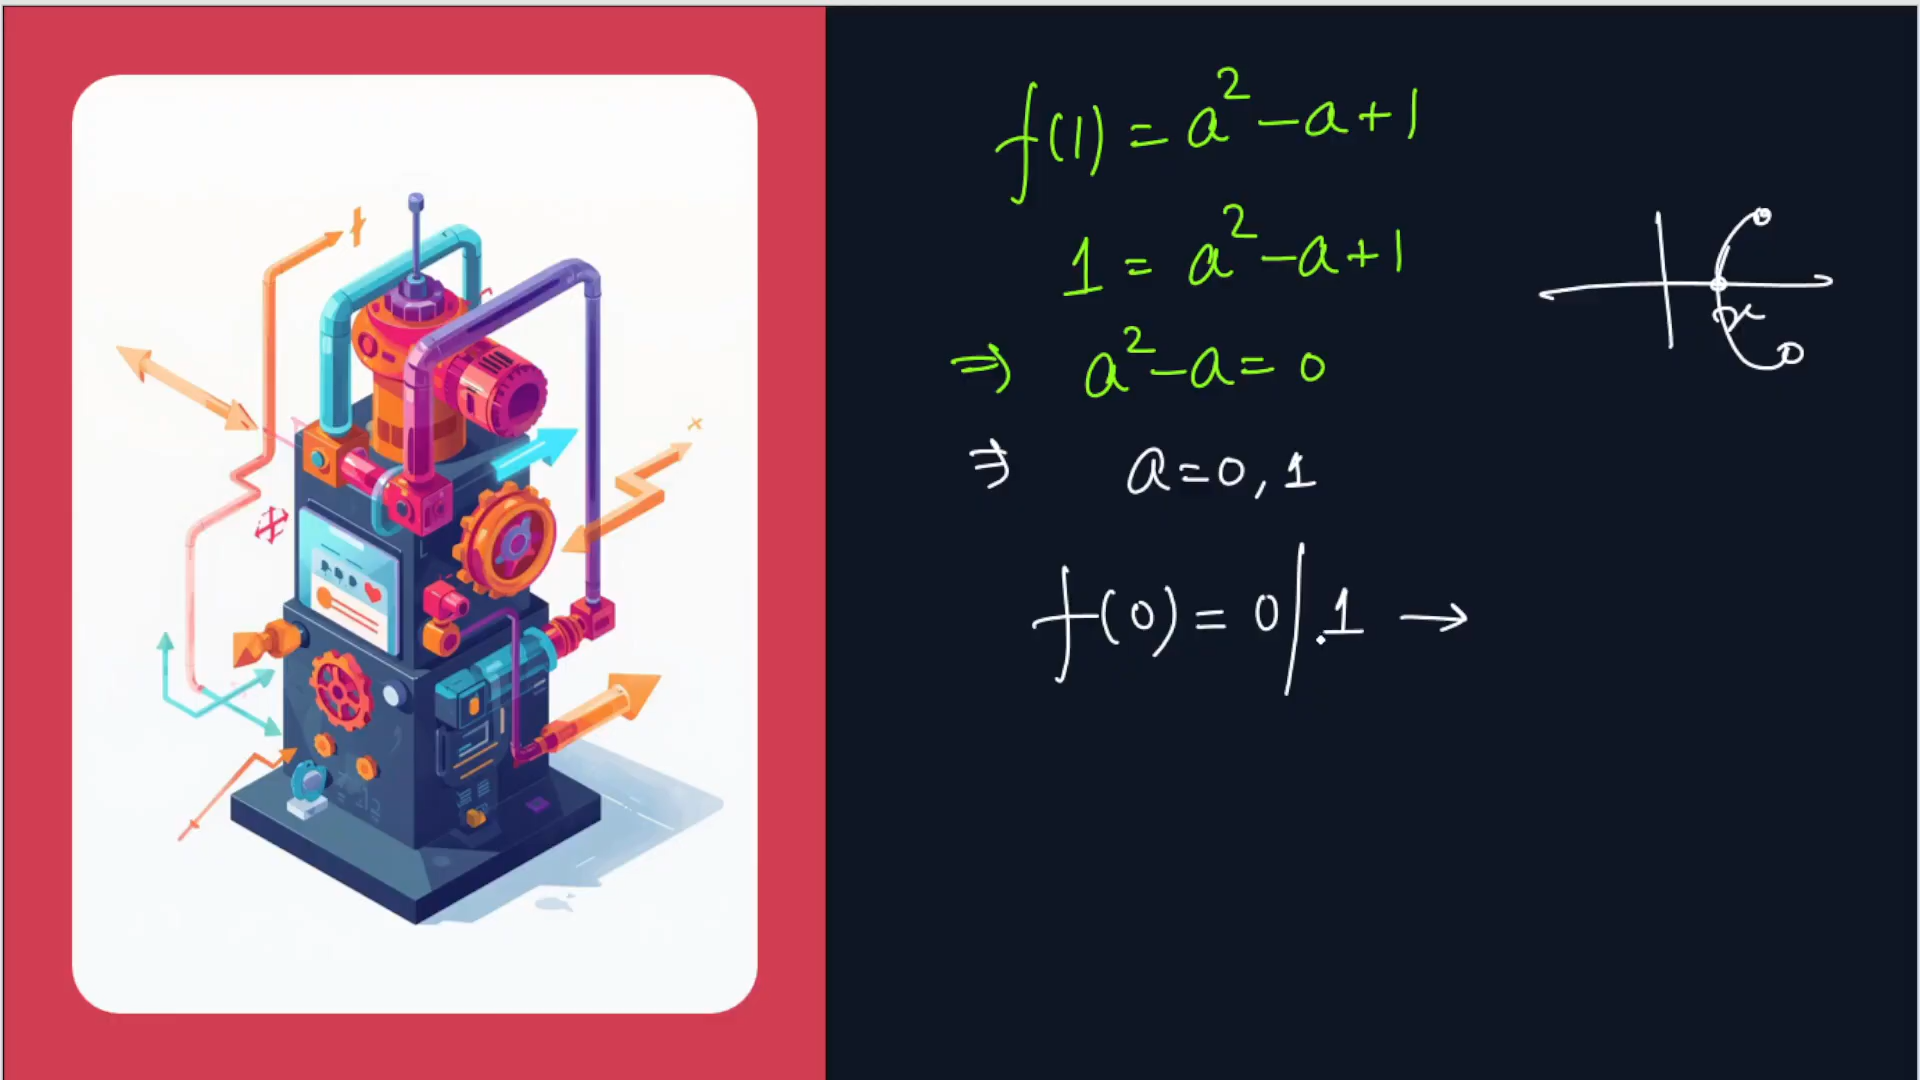 f(1) = a² - a + 1
1 = a² - a + 1
⇒ a² - a = 0
⇒ a = 0, 1
f(0) = 0 | 1 →
x